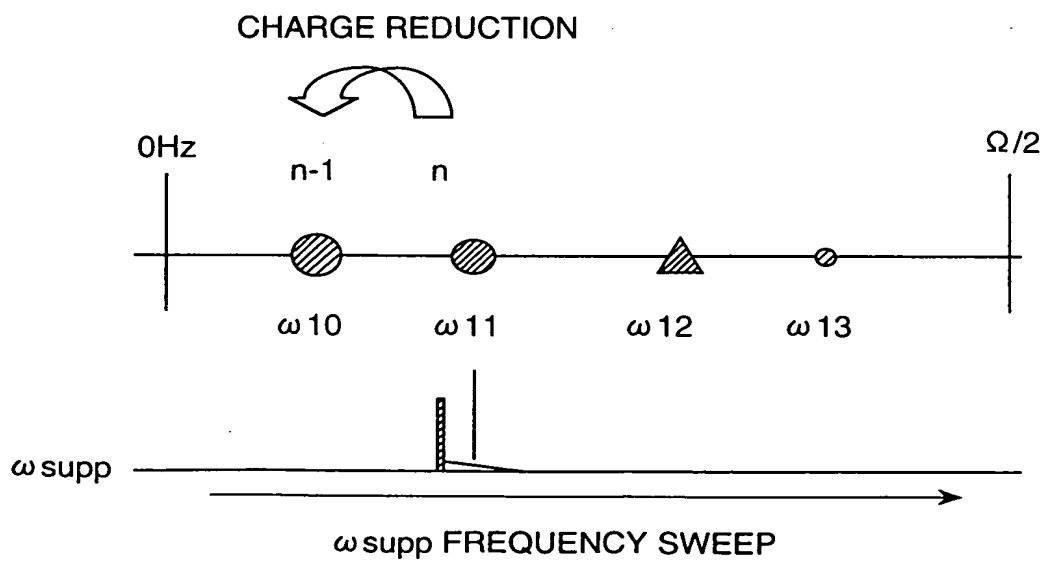 CHARGE REDUCTION
0Hz
Ω/2
n-1
n
ω10
ω11
ω12
ω13
ωsupp
ωsupp FREQUENCY SWEEP